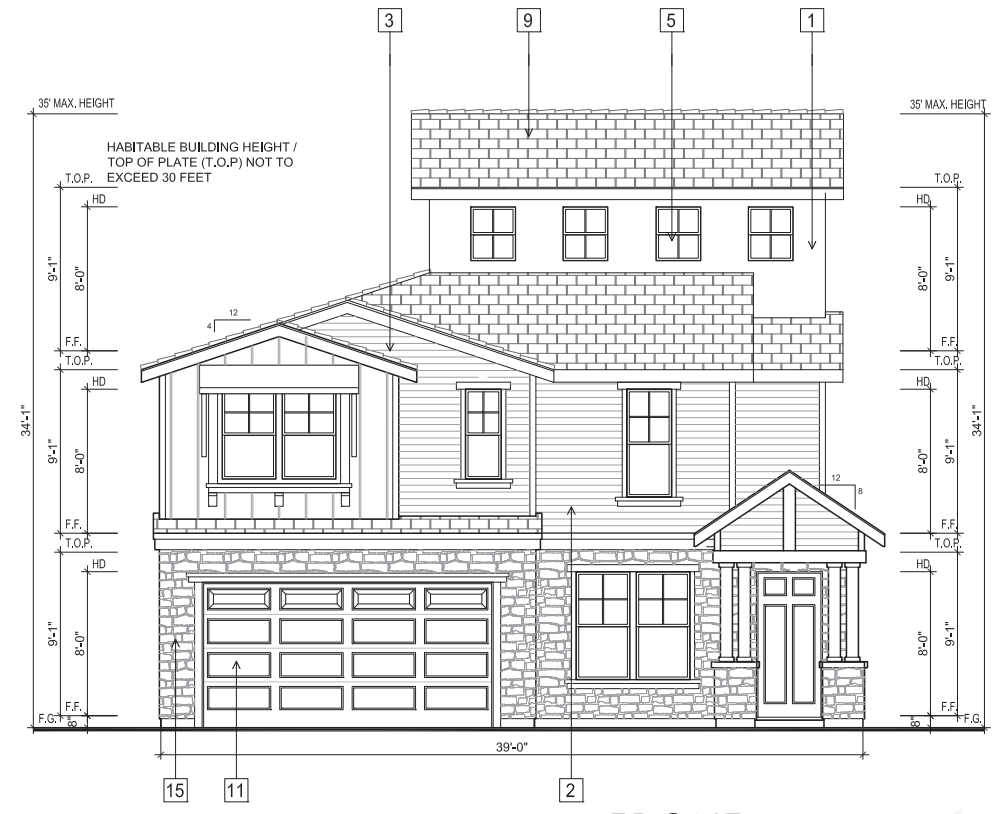 3 9 5 1
35' MAX. HEIGHT
35' MAX. HEIGHT
HABITABLE BUILDING HEIGHT /
TOP OF PLATE (T.O.P) NOT TO
EXCEED 30 FEET
T.O.P.
T.O.P.
HD
HD
9'-1"
8'-0"
8'-0"
9'-1"
12
4
F.F.
F.F.
T.O.P.
T.O.P.
HD
HD
34'-1"
9'-1"
8'-0"
8'-0"
9'-1"
34'-1"
12
8
F.F.
F.F.
T.O.P.
T.O.P.
HD
HD
9'-1"
8'-0"
8'-0"
9'-1"
F.F.
F.F.
F.G.
8"
8"
F.G.
39'-0"
15 11 2